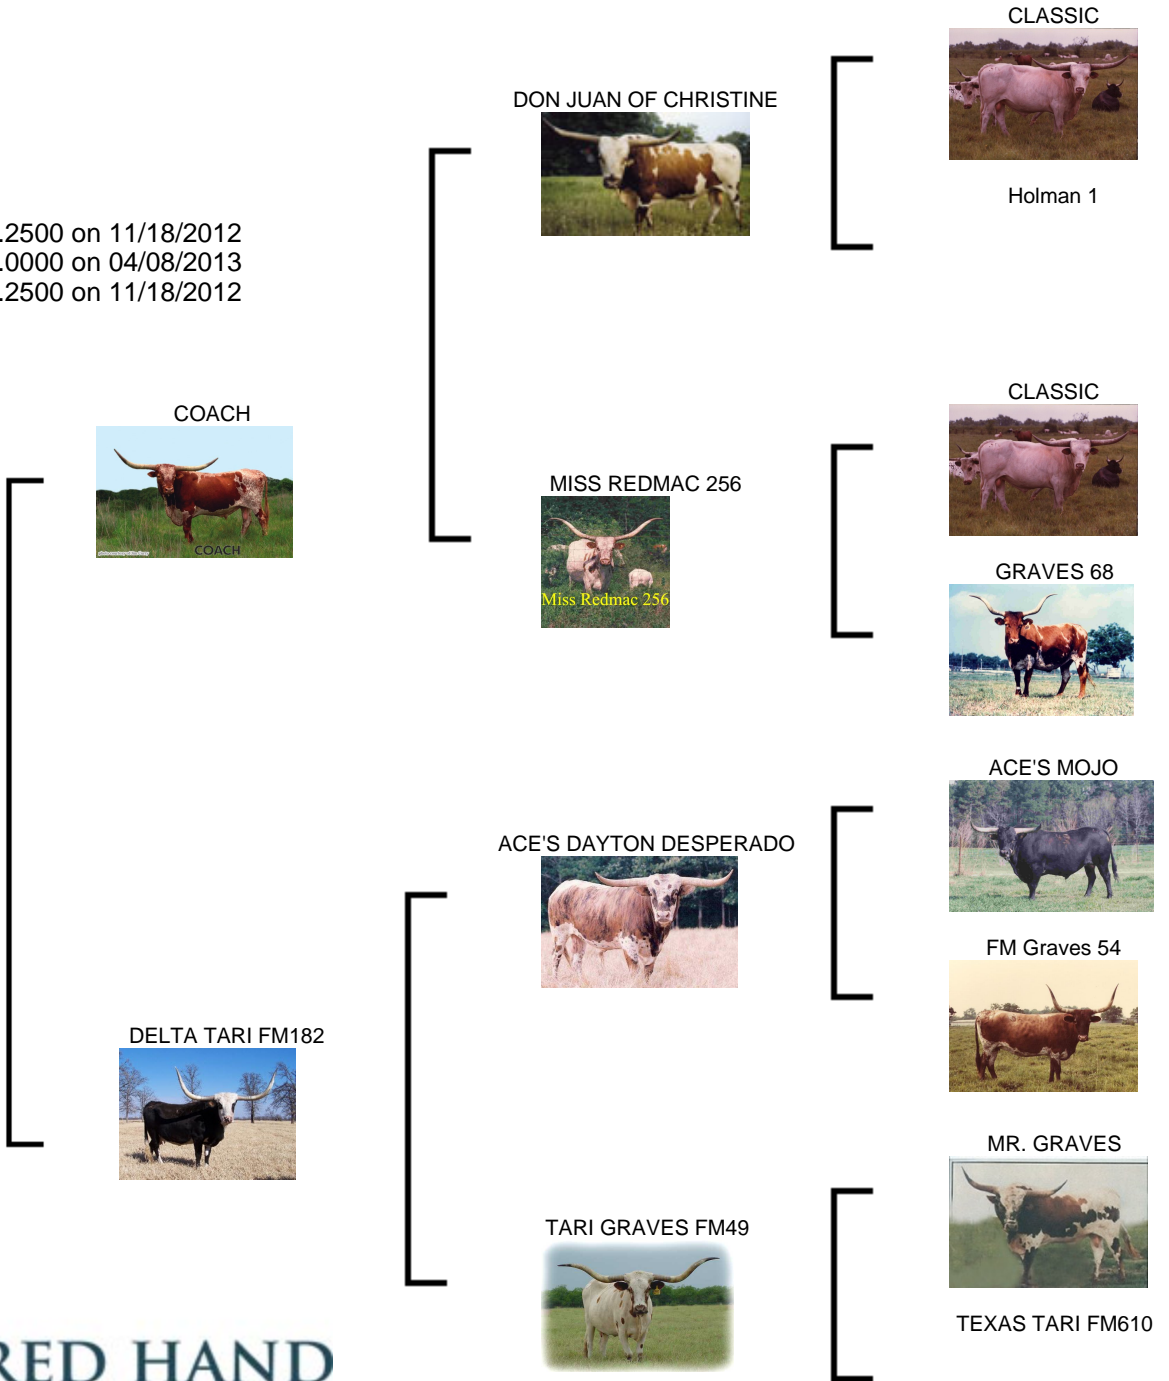 CLASSIC
DON JUAN OF CHRISTINE
Holman 1
.2500 on 11/18/2012
.0000 on 04/08/2013
.2500 on 11/18/2012
CLASSIC
COACH
COACH
MISS REDMAC 256
Miss Redmac 256
GRAVES 68
ACE'S MOJO
ACE'S DAYTON DESPERADO
FM Graves 54
DELTA TARI FM182
MR. GRAVES
TARI GRAVES FM49
TEXAS TARI FM610
RED HAND